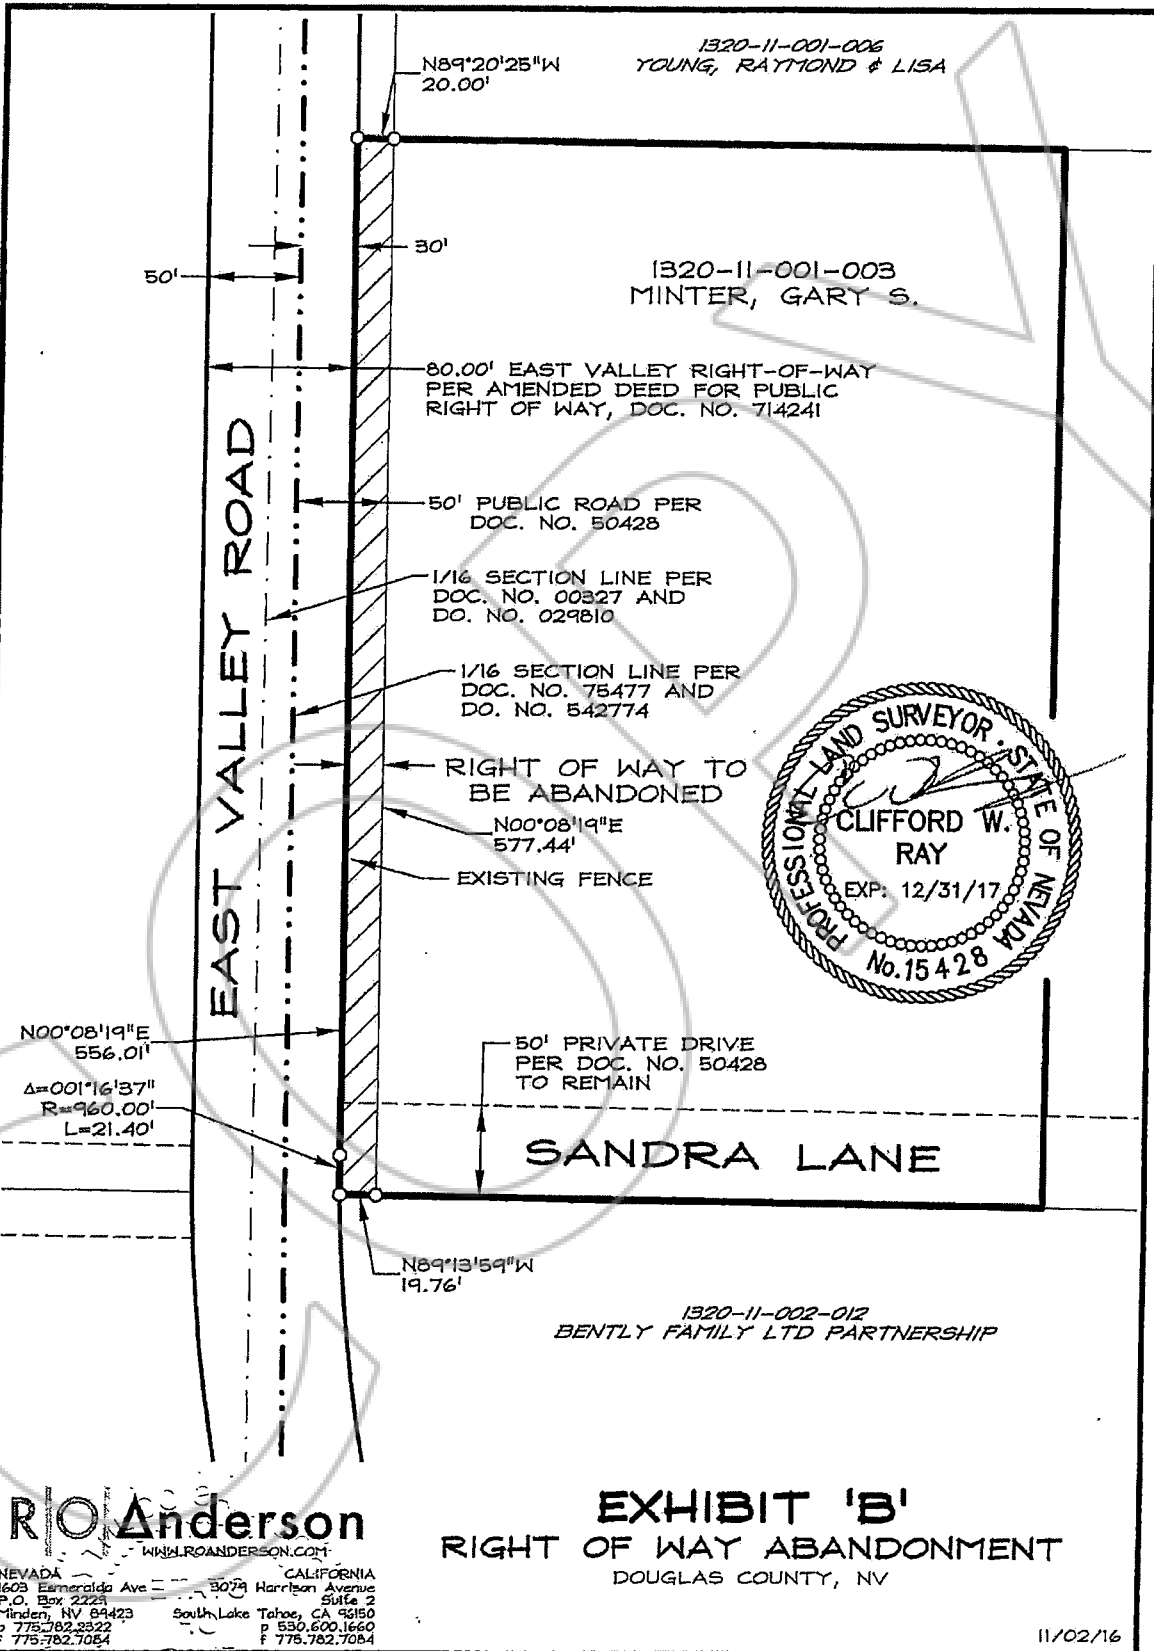 1320-11-001-006
YOUNG, RAYMOND & LISA
N89°20'25"W
20.00'
30'
50'
1320-11-001-003
MINTER, GARY S.
80.00' EAST VALLEY RIGHT-OF-WAY
PER AMENDED DEED FOR PUBLIC
RIGHT OF WAY, DOC. NO. 714241
EAST VALLEY ROAD
50' PUBLIC ROAD PER
DOC. NO. 50428
1/16 SECTION LINE PER
DOC. NO. 00327 AND
DO. NO. 029810
1/16 SECTION LINE PER
DOC. NO. 75477 AND
DO. NO. 542774
RIGHT OF WAY TO
BE ABANDONED
N00°08'19"E
577.44'
EXISTING FENCE
PROFESSIONAL LAND SURVEYOR · STATE OF NEVADA
CLIFFORD W.
RAY
EXP: 12/31/17
No. 15428
N00°08'19"E
556.01'
Δ=001°16'37"
R=960.00'
L=21.40'
50' PRIVATE DRIVE
PER DOC. NO. 50428
TO REMAIN
SANDRA LANE
N89°13'59"W
19.76'
1320-11-002-012
BENTLY FAMILY LTD PARTNERSHIP
R|O|Anderson
WWW.ROANDERSON.COM
NEVADA
1603 Esmeralda Ave
P.O. Box 2229
Minden, NV 89423
p 775.782.2322
f 775.782.7084
CALIFORNIA
3079 Harrison Avenue
Suite 2
South Lake Tahoe, CA 96150
p 530.600.1660
f 775.782.7084
EXHIBIT 'B'
RIGHT OF WAY ABANDONMENT
DOUGLAS COUNTY, NV
11/02/16
COPY